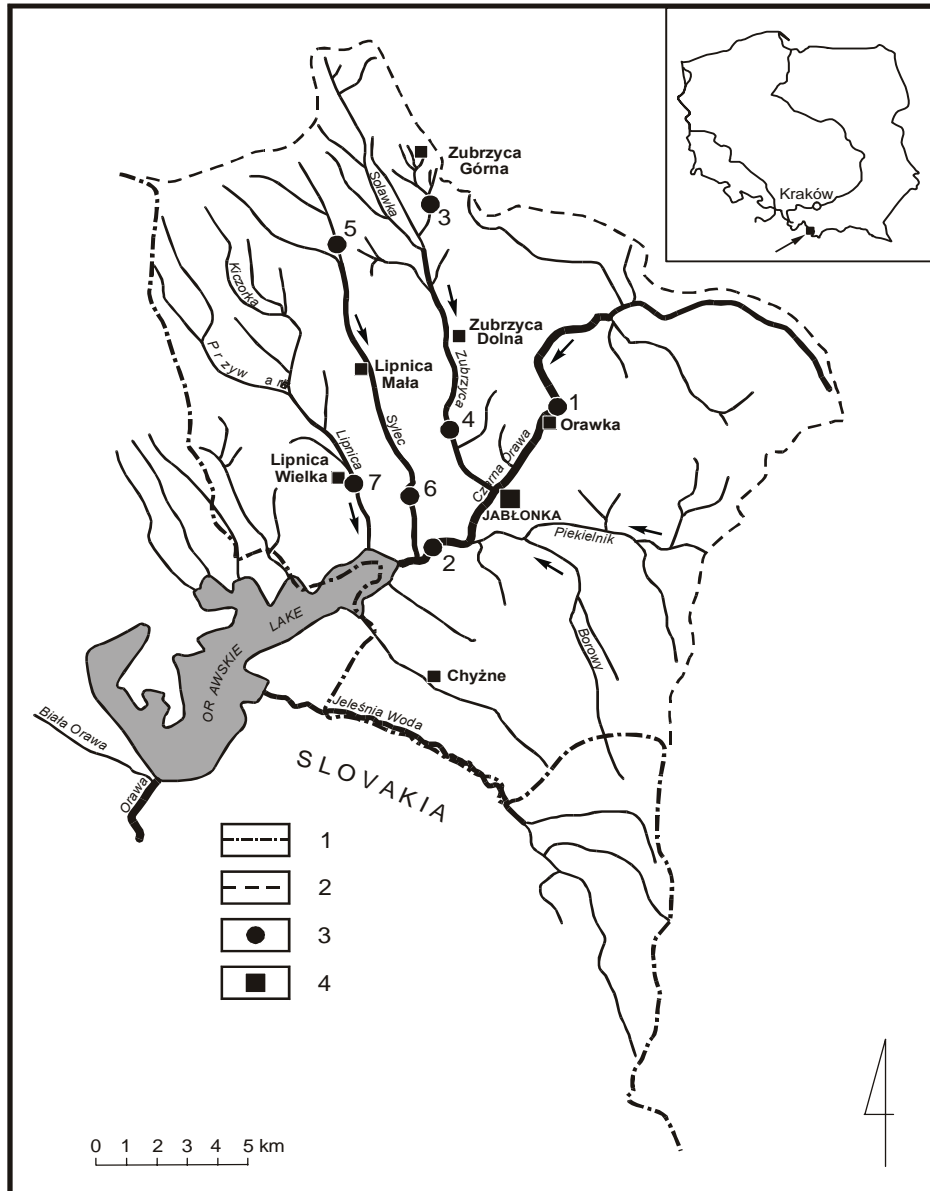 Kraków
Zubrzyca
Górna
Soławka
3
5
Kiczorka
Zubrzyca
Dolna
Lipnica
Mała
Zubrzyca
1
Orawka
4
Czarna Orawa
Sylec
Lipnica
Lipnica
Wielka
7
6
JABŁONKA
Piekielnik
2
Borowy
ORAWSKIE LAKE
Chyżne
Jeleśnia Woda
Biała Orawa
Orawa
SLOVAKIA
1
2
3
4
0 1 2 3 4 5 km